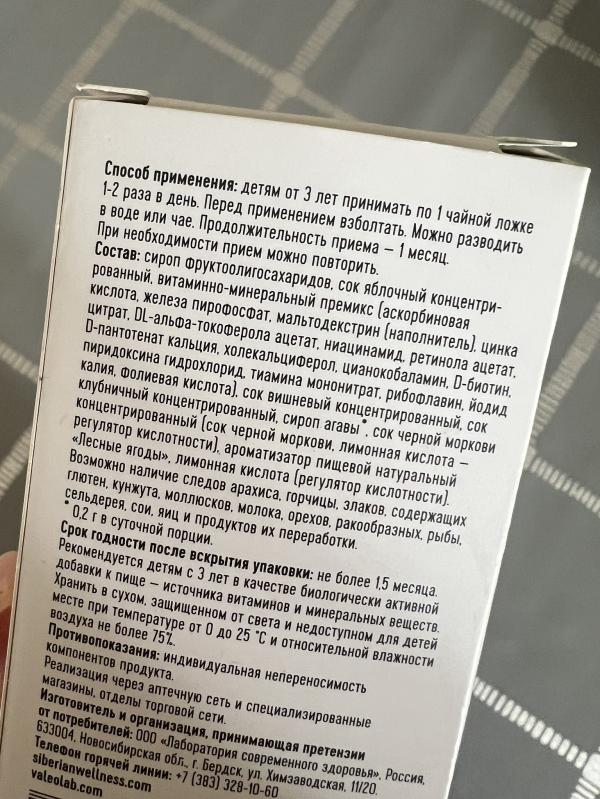 Способ применения: детям от 3 лет принимать по 1 чайной ложке
1-2 раза в день. Перед применением взболтать. Можно разводить
в воде или чае. Продолжительность приема – 1 месяц.
При необходимости прием можно повторить.
Состав: сироп фруктоолигосахаридов, сок яблочный концентри-
рованный, витаминно-минеральный премикс (аскорбиновая
кислота, железа пирофосфат, мальтодекстрин (наполнитель), цинка
цитрат, DL-альфа-токоферола ацетат, ниацинамид, ретинола ацетат,
D-пантотенат кальция, холекальциферол, цианокобаламин, D-биотин,
пиридоксина гидрохлорид, тиамина мононитрат, рибофлавин, йодид
калия, фолиевая кислота), сок вишневый концентрированный, сок
клубничный концентрированный, сироп агавы*, сок черной моркови
концентрированный (сок черной моркови, лимонная кислота –
регулятор кислотности), ароматизатор пищевой натуральный
«Лесные ягоды», лимонная кислота (регулятор кислотности).
Возможно наличие следов арахиса, горчицы, злаков, содержащих
глютен, кунжута, моллюсков, молока, орехов, ракообразных, рыбы,
сельдерея, сои, яиц и продуктов их переработки.
*0,2 г в суточной порции.
Срок годности после вскрытия упаковки: не более 1,5 месяца.
Рекомендуется детям с 3 лет в качестве биологически активной
добавки к пище – источника витаминов и минеральных веществ.
Хранить в сухом, защищенном от света и недоступном для детей
месте при температуре от 0 до 25 °С и относительной влажности
воздуха не более 75%.
Противопоказания: индивидуальная непереносимость
компонентов продукта.
Реализация через аптечную сеть и специализированные
магазины, отделы торговой сети.
Изготовитель и организация, принимающая претензии
от потребителей: ООО «Лаборатория современного здоровья», Россия,
633004, Новосибирская обл., г. Бердск, ул. Химзаводская, 11/20.
Телефон горячей линии: +7 (383) 328-10-60
siberianwellness.com
valeolab.com